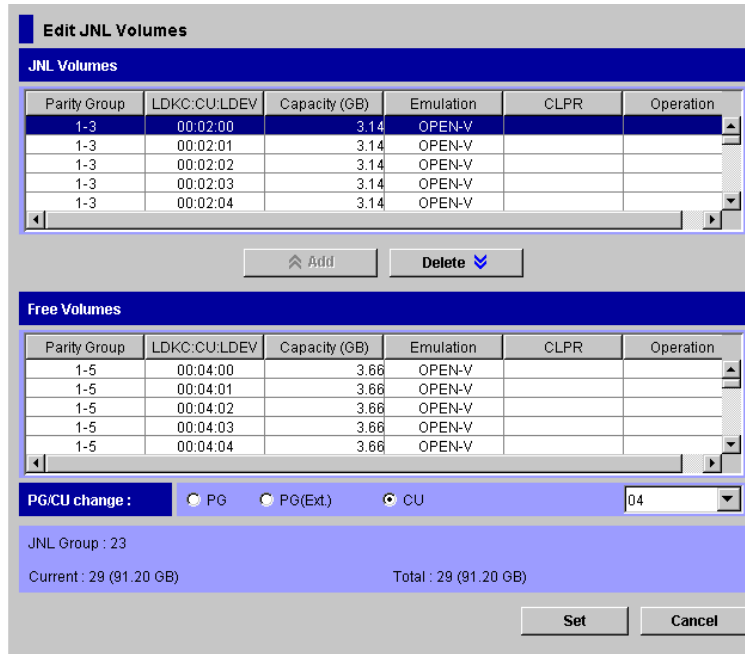 Edit JNL Volumes
JNL Volumes
Parity Group LDKC:CU:LDEV Capacity (GB) Emulation CLPR Operation
1-3 00:02:00 3.14 OPEN-V
1-3 00:02:01 3.14 OPEN-V
1-3 00:02:02 3.14 OPEN-V
1-3 00:02:03 3.14 OPEN-V
1-3 00:02:04 3.14 OPEN-V
Add Delete
Free Volumes
Parity Group LDKC:CU:LDEV Capacity (GB) Emulation CLPR Operation
1-5 00:04:00 3.66 OPEN-V
1-5 00:04:01 3.66 OPEN-V
1-5 00:04:02 3.66 OPEN-V
1-5 00:04:03 3.66 OPEN-V
1-5 00:04:04 3.66 OPEN-V
PG/CU change : PG PG(Ext.) CU 04
JNL Group : 23
Current : 29 (91.20 GB) Total : 29 (91.20 GB)
Set Cancel